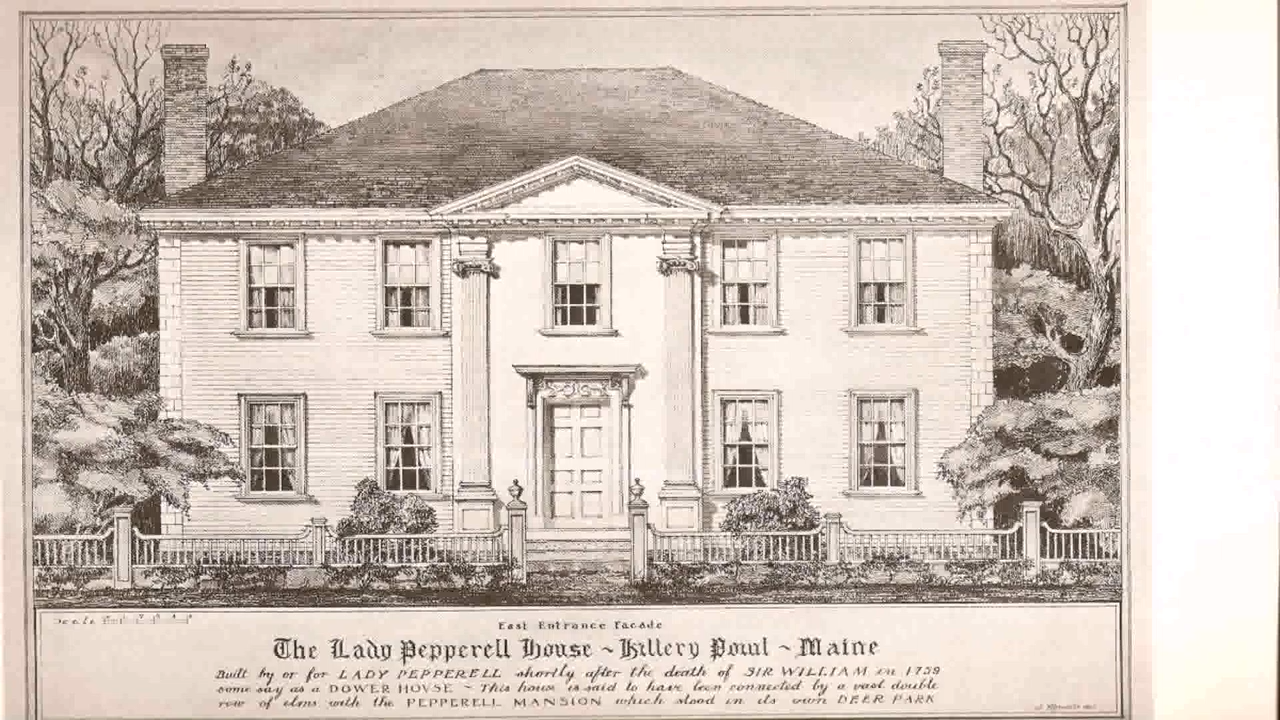 Scale
East Entrance Facade
The Lady Pepperell House ~ Kittery Point ~ Maine
Built by or for LADY PEPPERELL shortly after the death of SIR WILLIAM in 1759
some say as a DOWER HOUSE ~ This house is said to have been connected by a vast double
row of elms with the PEPPERELL MANSION which stood in its own DEER PARK